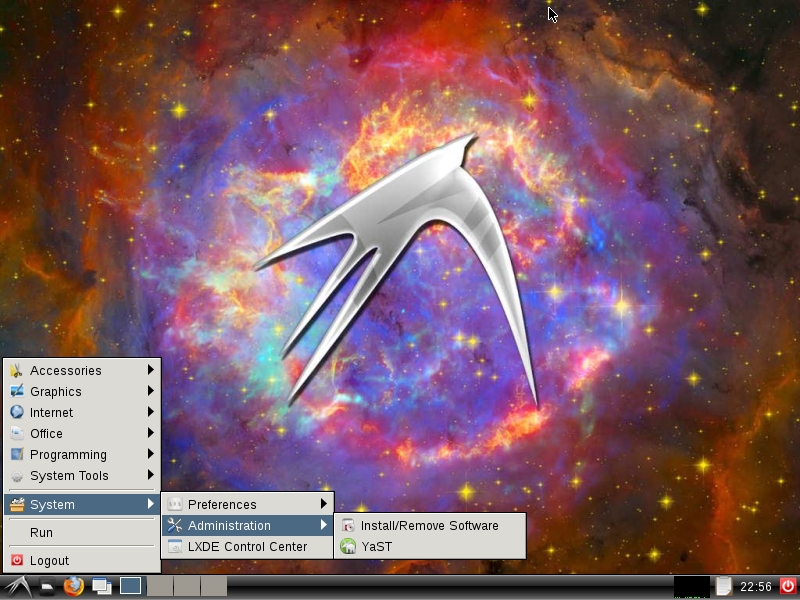 Accessories
Graphics
Internet
Office
Programming
System Tools
System
Run
Logout
Preferences
Administration
LXDE Control Center
Install/Remove Software
YaST
22:56